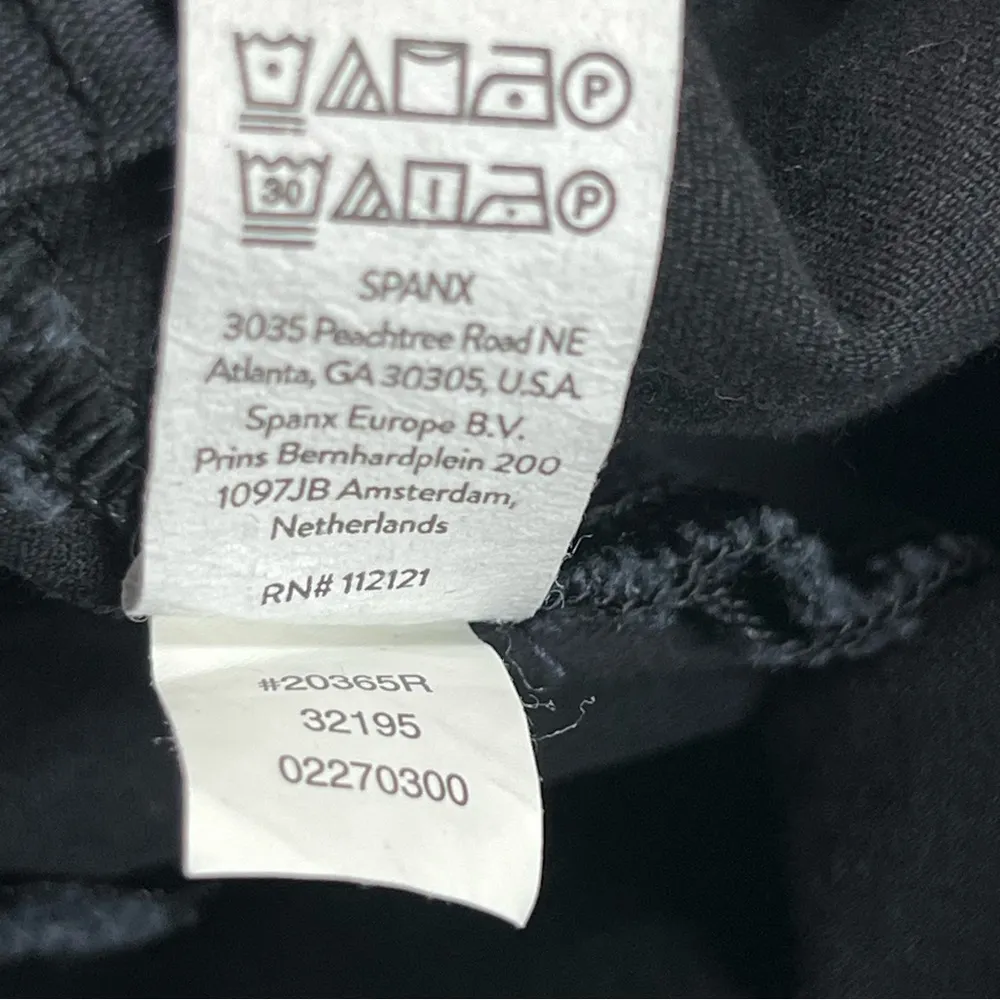 P
30 P
SPANX
3035 Peachtree Road NE
Atlanta, GA 30305, U.S.A
Spanx Europe B.V.
Prins Bernhardplein 200
1097JB Amsterdam,
Netherlands
RN# 112121
#20365R
32195
02270300